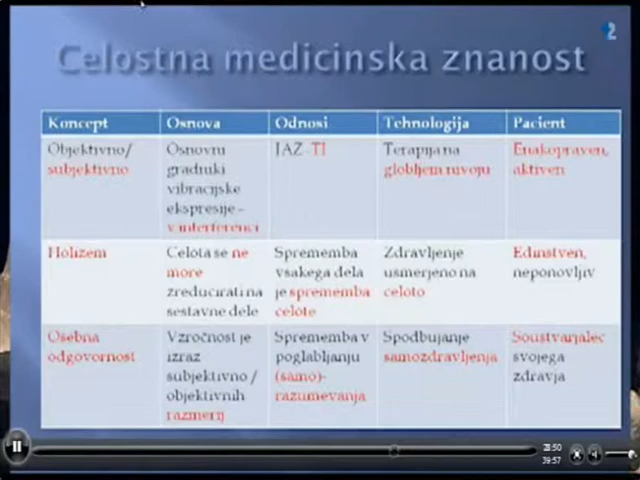 2
Celostna medicinska znanost
Koncept Osnova Odnosi Tehnologija Pacient
Objektivno/
subjektivno
Osnovni
gradniki
vibracijske
ekspresije –
v interferenci
JAZ -TI
Terapija na
globljem nivoju
Enakopraven,
aktiven
Holizem
Celota se ne
more
zreducirati na
sestavne dele
Sprememba
vsakega dela
je sprememba
celote
Zdravljenje
usmerjeno na
celoto
Edinstven,
neponovljiv
Osebna
odgovornost
Vzročnost je
izraz
subjektivno /
objektivnih
razmerij
Sprememba v
poglabljanju
(samo)-
razumevanja
Spodbujanje
samozdravljenja
Soustvarjalec
svojega
zdravja
28:50
39:57